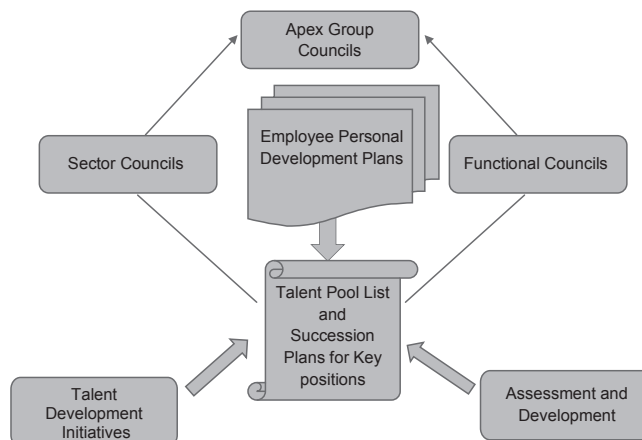 Apex Group
Councils
Employee Personal
Development Plans
Sector Councils
Functional Councils
Talent Pool List
and
Succession
Plans for Key
positions
Talent
Development
Initiatives
Assessment and
Development